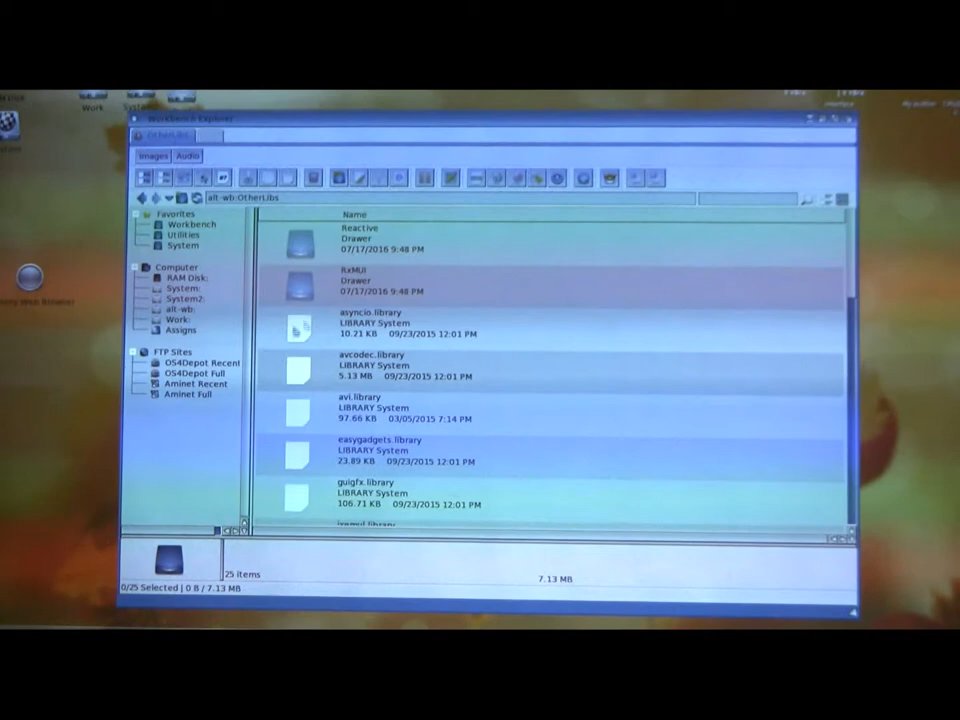 Work
Workbench Explorer
OtherLibs
Images
Audio
alt-wb:OtherLibs
Favorites
Workbench
Utilities
System
Computer
RAM Disk:
System:
System2:
alt-wb:
Work:
Assigns
FTP Sites
OS4Depot Recent
OS4Depot Full
Aminet Recent
Aminet Full
Name
Reactive
Drawer
07/17/2016 9:48 PM
RxMUI
Drawer
07/17/2016 9:48 PM
asyncio.library
LIBRARY System
10.21 KB 09/23/2015 12:01 PM
avcodec.library
LIBRARY System
5.13 MB 09/23/2015 12:01 PM
avi.library
LIBRARY System
97.66 KB 03/05/2015 7:14 PM
easygadgets.library
LIBRARY System
23.89 KB 09/23/2015 12:01 PM
guigfx.library
LIBRARY System
106.71 KB 09/23/2015 12:01 PM
25 items
7.13 MB
0/25 Selected | 0 B / 7.13 MB
Web Browser